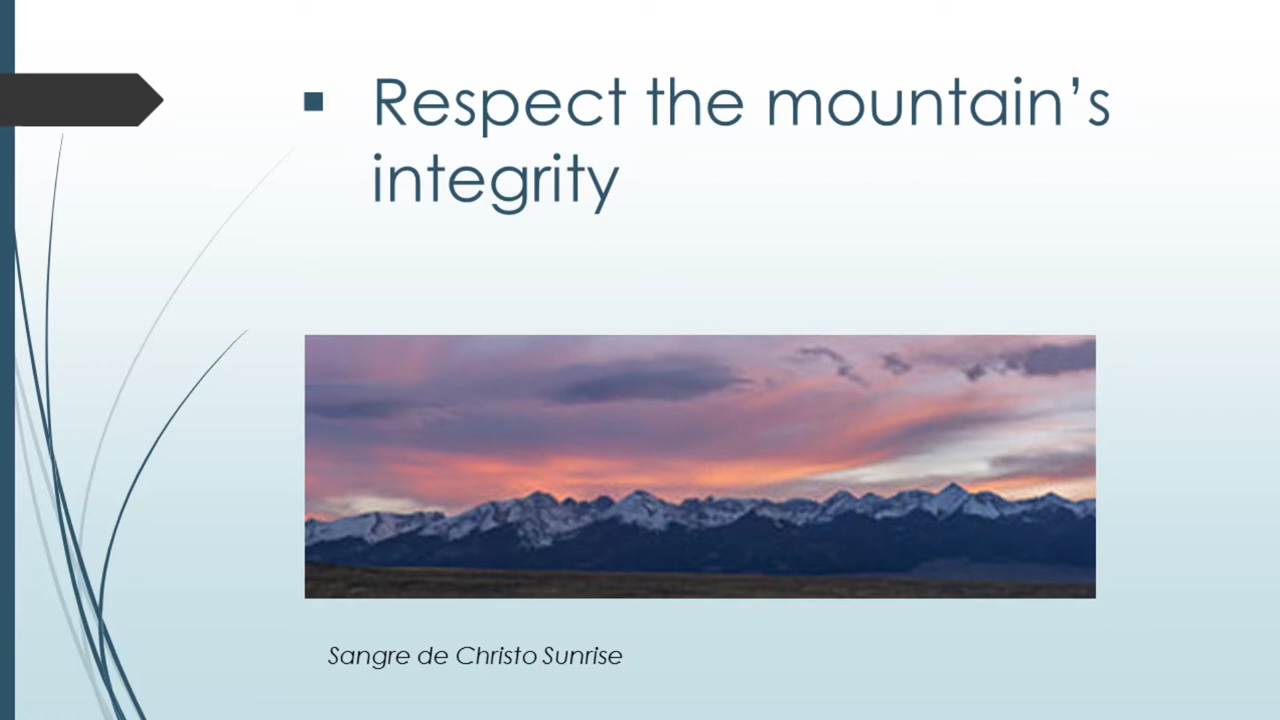 Respect the mountain’s
integrity
Sangre de Christo Sunrise